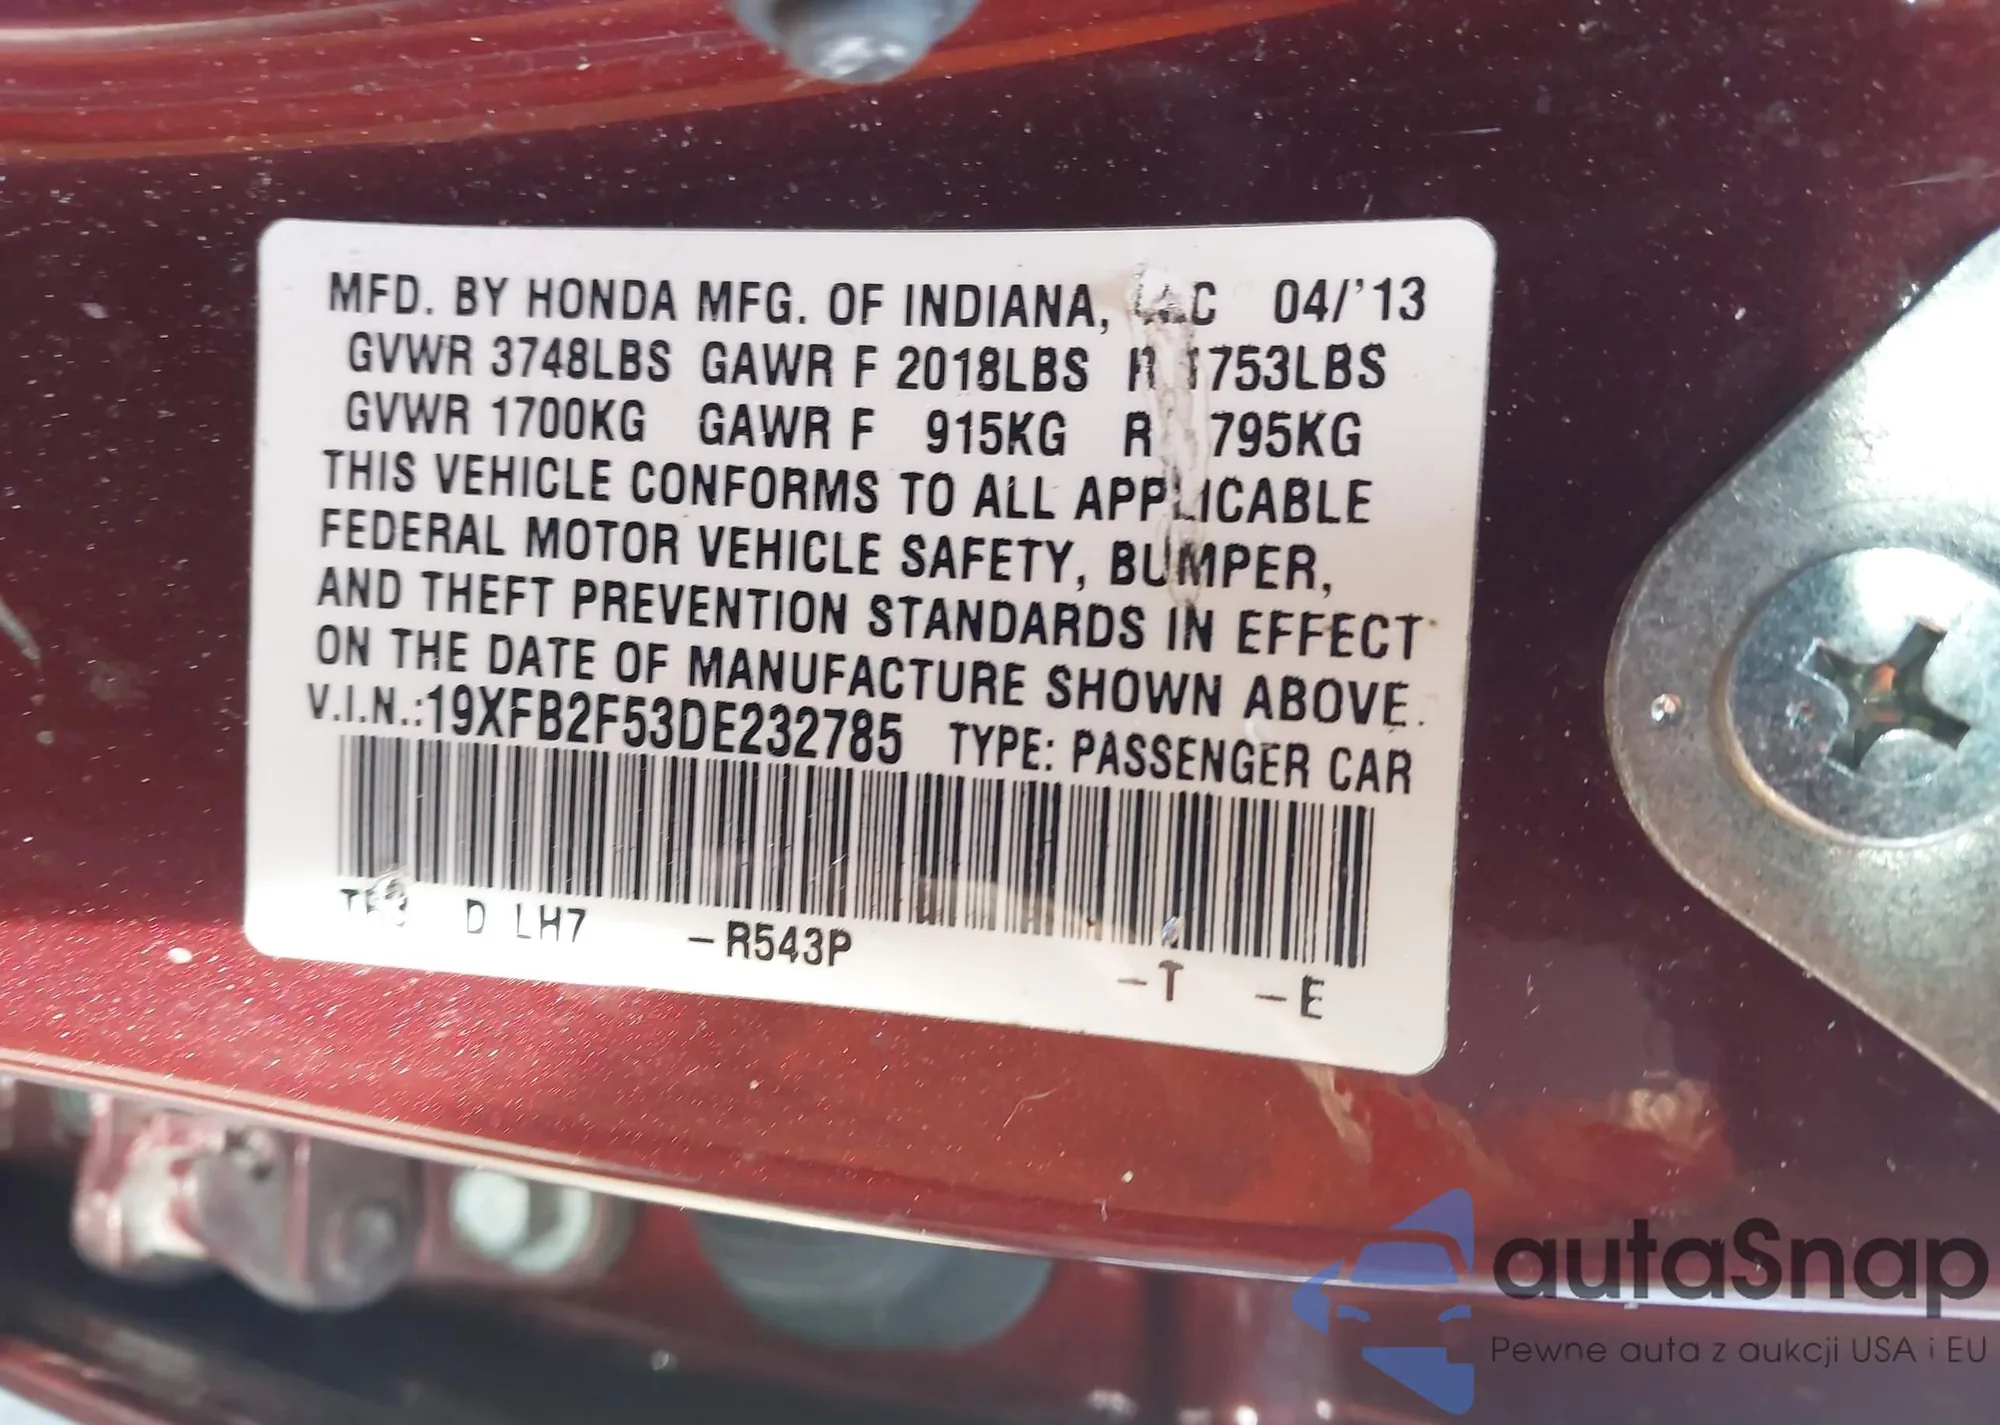 MFD. BY HONDA MFG. OF INDIANA, 04/'13
GVWR 3748LBS GAWR F 2018LBS R 1753LBS
GVWR 1700KG GAWR F 915KG R 795KG
THIS VEHICLE CONFORMS TO ALL APPLICABLE
FEDERAL MOTOR VEHICLE SAFETY, BUMPER,
AND THEFT PREVENTION STANDARDS IN EFFECT
ON THE DATE OF MANUFACTURE SHOWN ABOVE.
V.I.N.:19XFB2F53DE232785 TYPE: PASSENGER CAR
D LH7 –R543P –T –E
autaSnap
Pewne auta z aukcji USA i EU